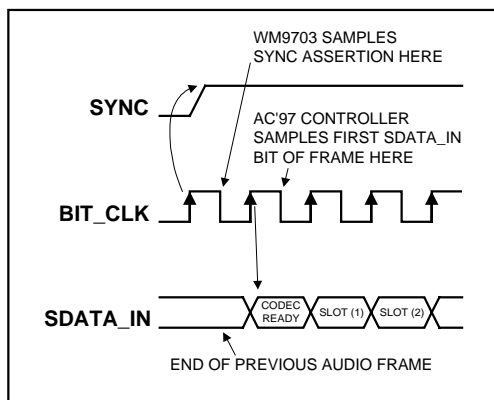 WM9703 SAMPLES
SYNC ASSERTION HERE
SYNC
AC'97 CONTROLLER
SAMPLES FIRST SDATA_IN
BIT OF FRAME HERE
BIT_CLK
SDATA_IN
CODEC
READY
SLOT (1)
SLOT (2)
END OF PREVIOUS AUDIO FRAME